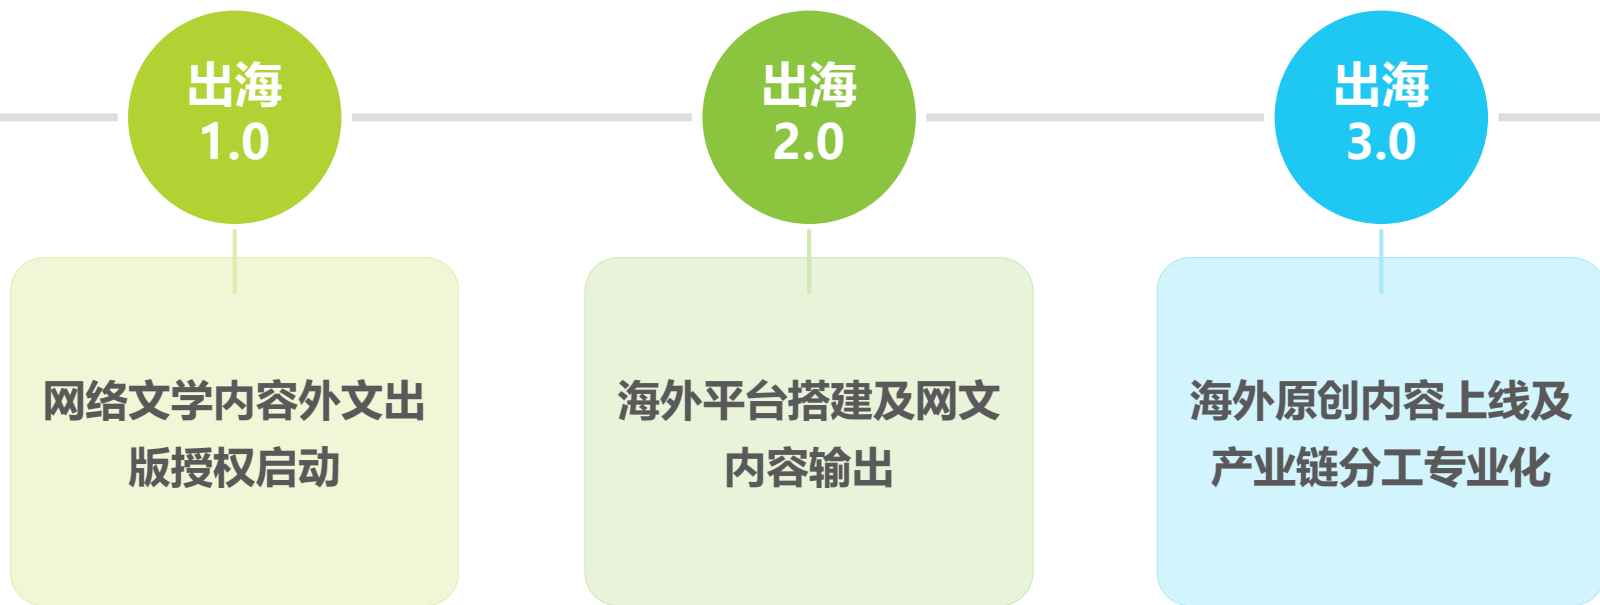 出海
1.0
出海
2.0
出海
3.0
网络文学内容外文出
版授权启动
海外平台搭建及网文
内容输出
海外原创内容上线及
产业链分工专业化